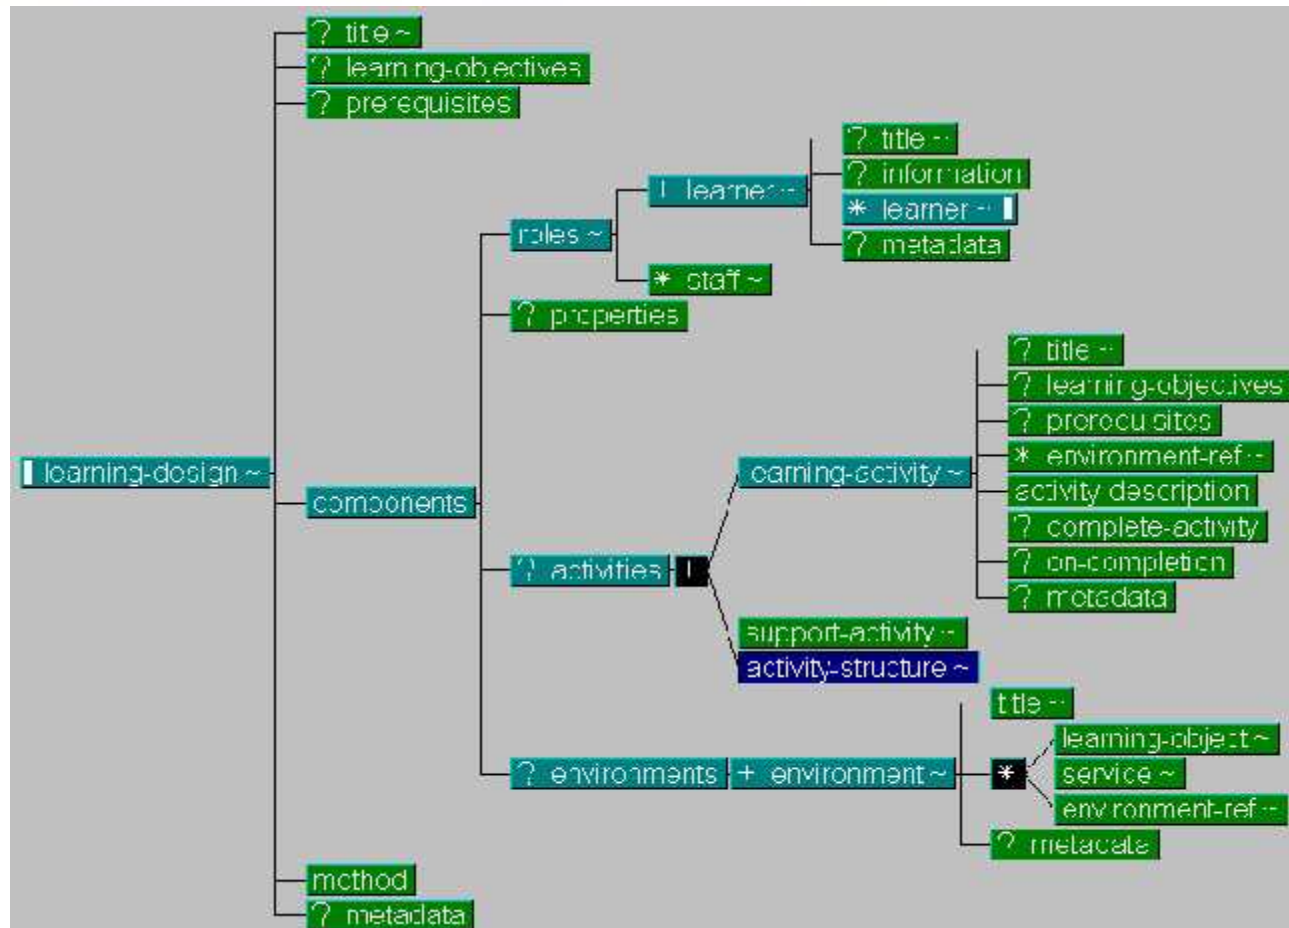 ? title ~
? learning-objectives
? prerequisites
? title ~
? information
+ learner ~
* learner ~
roles ~
? metadata
* staff ~
? properties
? title ~
? learning-objectives
? prerequisites
learning-design ~
* environment-ref ~
learning-activity ~
activity-description
components
? complete-activity
? activities +
? on-completion
? metadata
support-activity ~
activity-structure ~
title ~
learning-object ~
? environments + environment ~ * service ~
environment-ref ~
? metadata
method
? metadata